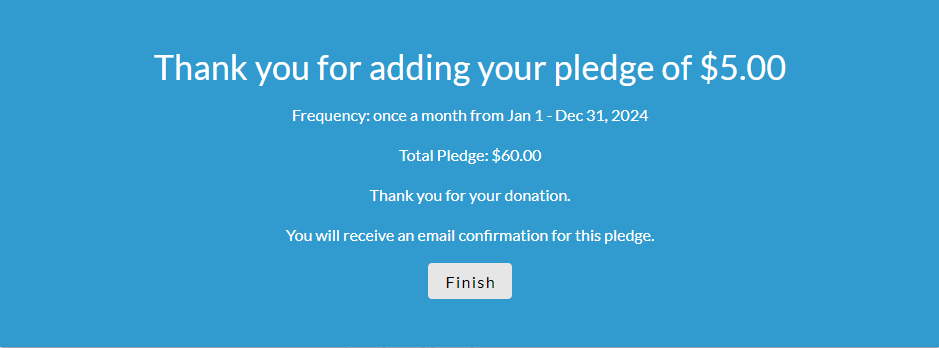 Thank you for adding your pledge of $5.00
Frequency: once a month from Jan 1 - Dec 31, 2024
Total Pledge: $60.00
Thank you for your donation.
You will receive an email confirmation for this pledge.
Finish